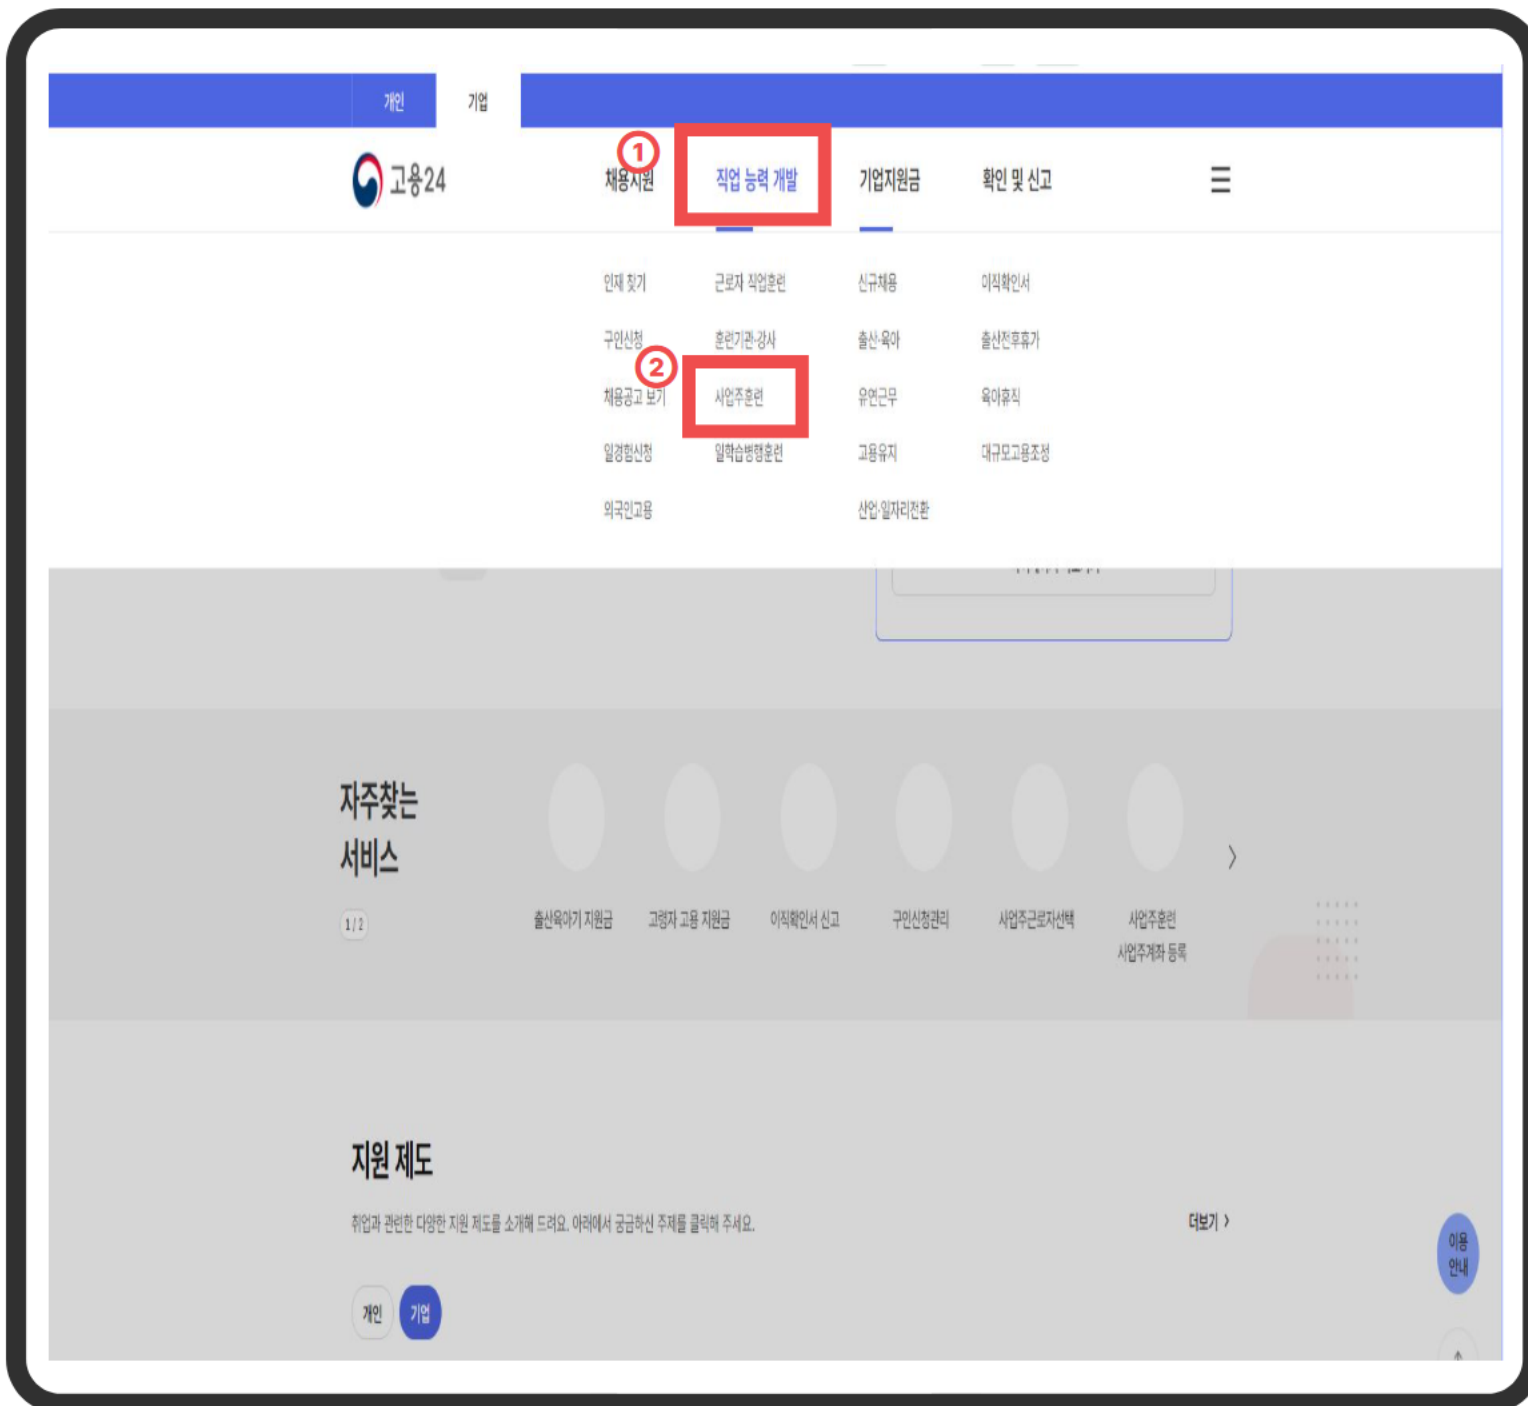 개인 기업
고용24
채용지원 직업 능력 개발 기업지원금 확인 및 신고
1
인재 찾기 근로자 직업훈련 신규채용 이직확인서
구인신청 훈련기관·강사 출산·육아 출산전후휴가
2
채용공고 보기 사업주훈련 유연근무 육아휴직
일경험신청 일학습병행훈련 고용유지 대규모고용조정
외국인고용 산업·일자리전환
자주찾는
서비스
1 / 2
출산육아기 지원금 고령자 고용 지원금 이직확인서 신고 구인신청관리 사업주근로자선택 사업주훈련
사업주계좌 등록
지원 제도
취업과 관련한 다양한 지원 제도를 소개해 드려요. 아래에서 궁금하신 주제를 클릭해 주세요.
더보기 >
개인 기업
이용
안내